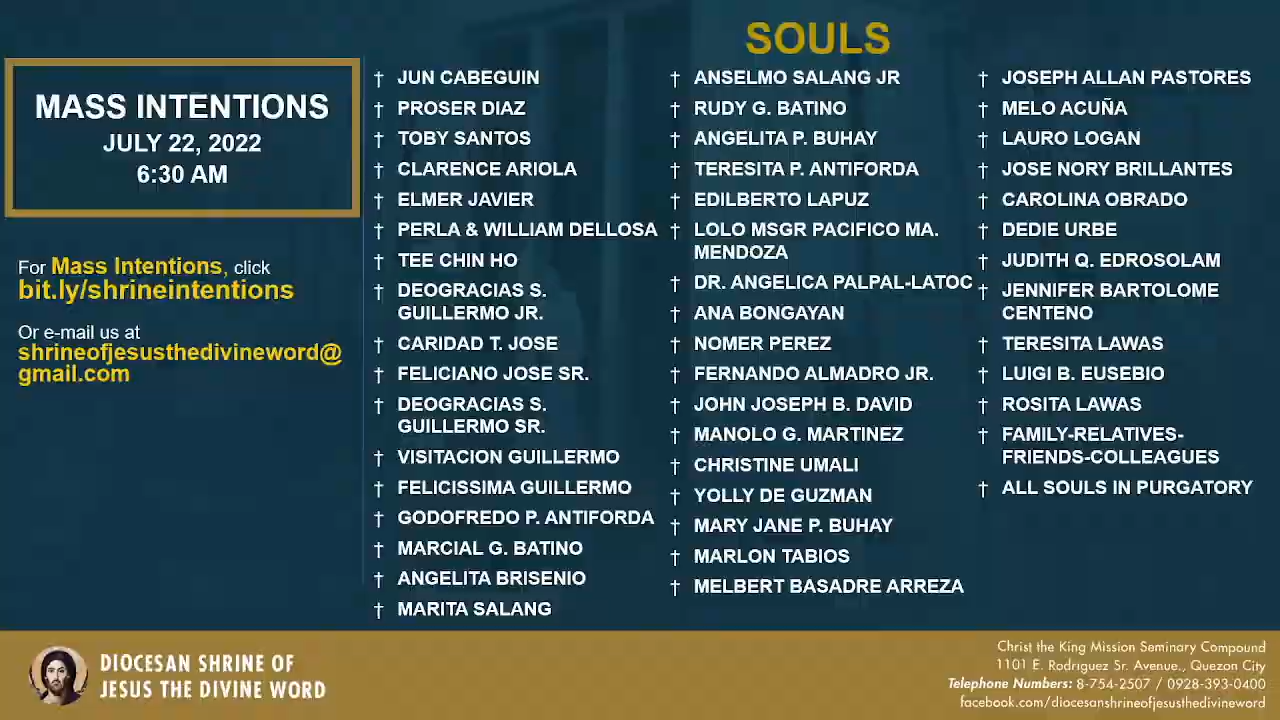 SOULS
MASS INTENTIONS
JULY 22, 2022
6:30 AM
For Mass Intentions, click
bit.ly/shrineintentions
Or e-mail us at
shrineofjesusthedivineword@
gmail.com
† JUN CABEGUIN
† PROSER DIAZ
† TOBY SANTOS
† CLARENCE ARIOLA
† ELMER JAVIER
† PERLA & WILLIAM DELLOSA
† TEE CHIN HO
† DEOGRACIAS S.
GUILLERMO JR.
† CARIDAD T. JOSE
† FELICIANO JOSE SR.
† DEOGRACIAS S.
GUILLERMO SR.
† VISITACION GUILLERMO
† FELICISSIMA GUILLERMO
† GODOFREDO P. ANTIFORDA
† MARCIAL G. BATINO
† ANGELITA BRISENIO
† MARITA SALANG
† ANSELMO SALANG JR
† RUDY G. BATINO
† ANGELITA P. BUHAY
† TERESITA P. ANTIFORDA
† EDILBERTO LAPUZ
† LOLO MSGR PACIFICO MA.
MENDOZA
† DR. ANGELICA PALPAL-LATOC
† ANA BONGAYAN
† NOMER PEREZ
† FERNANDO ALMADRO JR.
† JOHN JOSEPH B. DAVID
† MANOLO G. MARTINEZ
† CHRISTINE UMALI
† YOLLY DE GUZMAN
† MARY JANE P. BUHAY
† MARLON TABIOS
† MELBERT BASADRE ARREZA
† JOSEPH ALLAN PASTORES
† MELO ACUÑA
† LAURO LOGAN
† JOSE NORY BRILLANTES
† CAROLINA OBRADO
† DEDIE URBE
† JUDITH Q. EDROSOLAM
† JENNIFER BARTOLOME
CENTENO
† TERESITA LAWAS
† LUIGI B. EUSEBIO
† ROSITA LAWAS
† FAMILY-RELATIVES-
FRIENDS-COLLEAGUES
† ALL SOULS IN PURGATORY
DIOCESAN SHRINE OF
JESUS THE DIVINE WORD
Christ the King Mission Seminary Compound
1101 E. Rodriguez Sr. Avenue., Quezon City
Telephone Numbers: 8-754-2507 / 0928-393-0400
facebook.com/diocesanshrineofjesusthedivineword